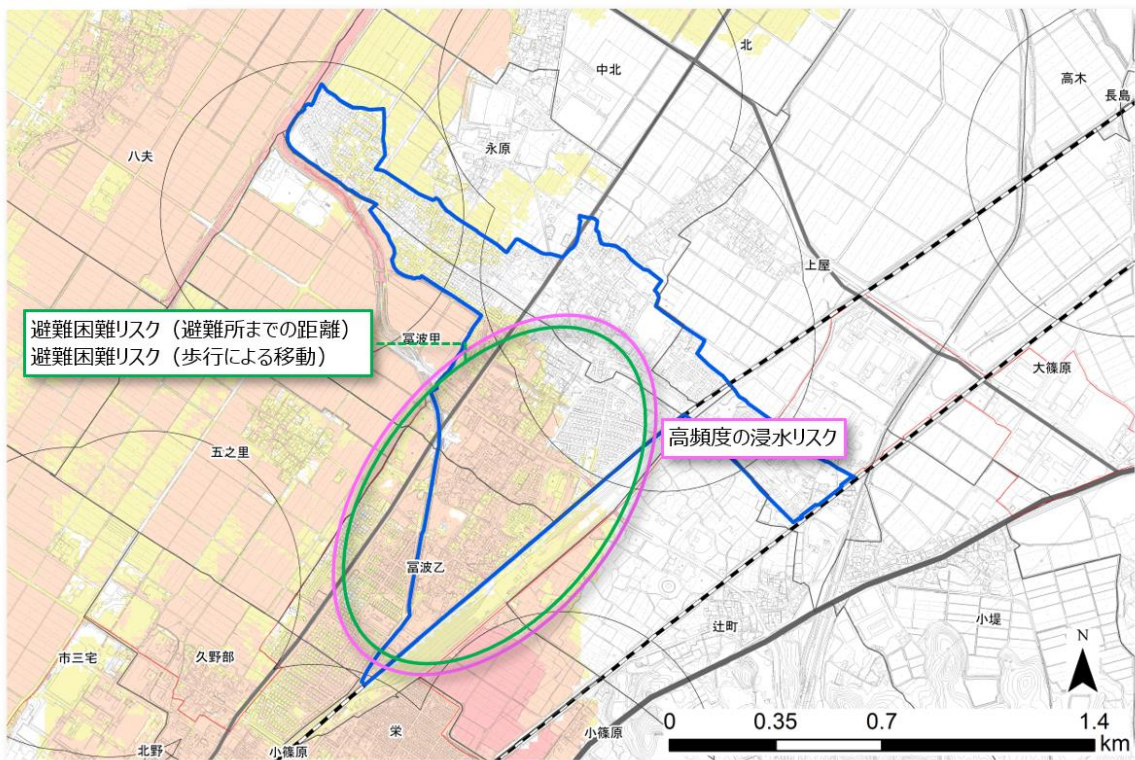 北
中北
高木
長島
永原
八夫
上屋
避難困難リスク（避難所までの距離）
避難困難リスク（歩行による移動）
冨波甲
大篠原
高頻度の浸水リスク
五之里
冨波乙
辻町
小堤
市三宅
久野部
N
栄
北野
小篠原
小篠原
0 0.35 0.7 1.4
km